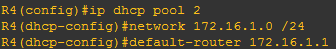 R4(config)#ip dhcp pool 2
R4(dhcp-config)#network 172.16.1.0 /24
R4(dhcp-config)#default-router 172.16.1.1